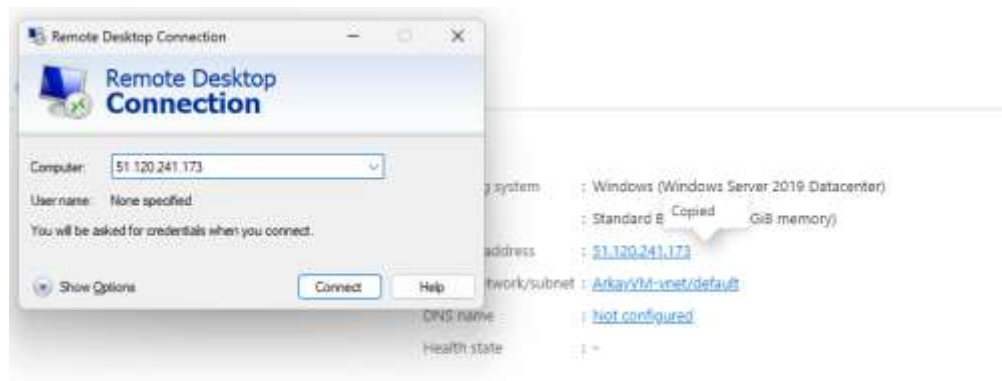 Remote Desktop Connection
Remote Desktop
Connection
Computer: 51.120.241.173
User name: None specified
You will be asked for credentials when you connect.
Show Options Connect Help
system : Windows (Windows Server 2019 Datacenter)
: Standard B Copied GiB memory)
address : 51.120.241.173
twork/subnet : ArkayVM-vnet/default
DNS name : Not configured
Health state : -